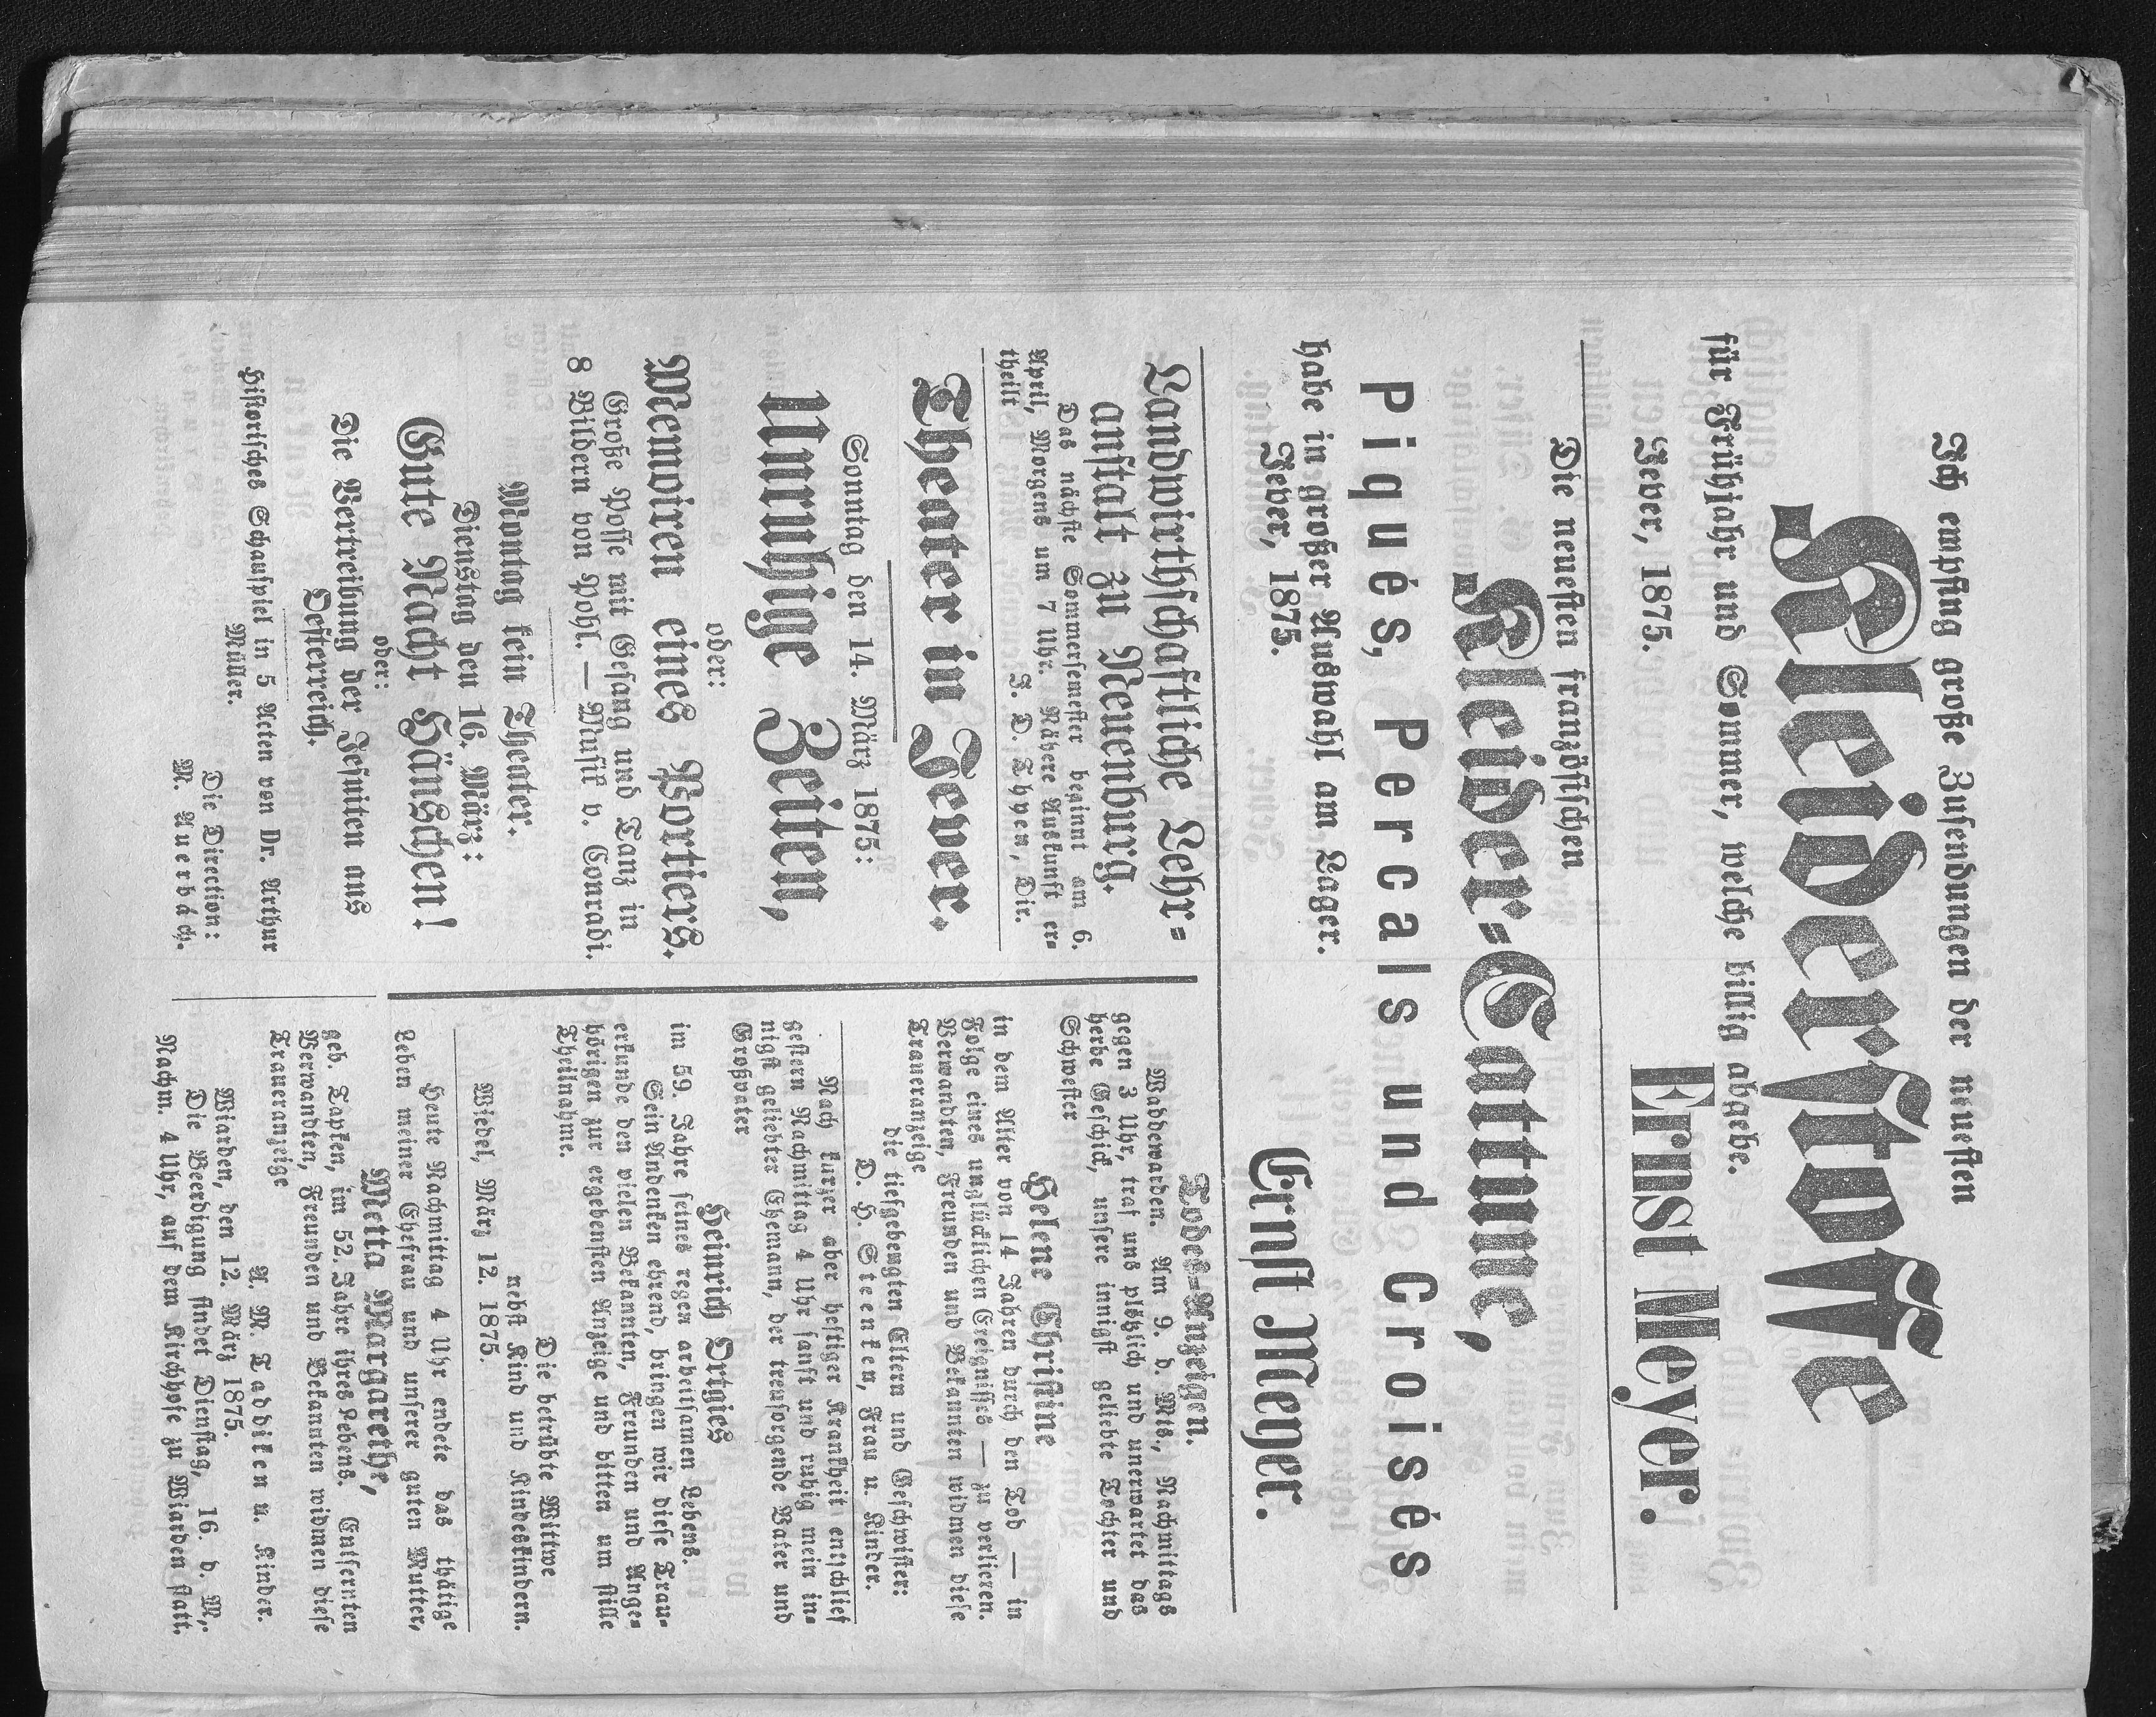 Ich empfing große Zusendungen der neuesten
Kleiderstoffe
für Frühjahr und Sommer, welche billig abgebe.
Jever, 1875.
Ernst Meyer.
Die neuesten französischen
Kleider-Cattune,
Piqués, Percals und Croisés
habe in großer Auswahl am Lager.
Jever, 1875.
Ernst Meyer.
Landwirthschaftliche Lehr-
anstalt zu Neuenburg.
Das nächste Sommersemester beginnt am 6.
April, Morgens um 7 Uhr. Nähere Auskunft er-
theilt J. D. Ihpen, Dir.
Theater in Jever.
Sonntag den 14. März 1875:
Unruhige Zeiten,
oder:
Memoiren eines Portiers.
Große Posse mit Gesang und Tanz in
8 Bildern von Pohl. — Musik v. Conradi.
Montag kein Theater.
Dienstag den 16. März:
Gute Nacht Hänschen!
oder:
Die Vertreibung der Jesuiten aus
Oesterreich.
Historisches Schauspiel in 5 Acten von Dr. Arthur
Müller.
Die Direction:
R. Auerbach.
Todes-Anzeigen.
Waddewarden. Am 9. d. Mts., Nachmittags
gegen 3 Uhr, traf uns plötzlich und unerwartet das
herbe Geschick, unsere innigst geliebte Tochter und
Schwester
Helene Christine
in dem Alter von 14 Jahren durch den Tod — in
Folge eines unglücklichen Ereignisses — zu verlieren.
Verwandten, Freunden und Bekannten widmen diese
Traueranzeige
die tiefgebeugten Eltern und Geschwister:
D. H. Steenken, Frau u. Kinder.
Nach kurzer aber heftiger Krankheit entschlief
gestern Nachmittag 4 Uhr sanft und ruhig mein in-
nigst geliebter Ehemann, der treusorgende Vater und
Großvater
Heinrich Ortgies
im 59. Jahre seines regen arbeitsamen Lebens.
Sein Andenken ehrend, bringen wir diese Trau-
erkunde den vielen Bekannten, Freunden und Ange-
hörigen zur ergebensten Anzeige und bitten um stille
Theilnahme.
Die betrübte Wittwe
nebst Kind und Kindeskindern.
Wiebel, März 12. 1875.
Heute Nachmittag 4 Uhr endete das thätige
Leben meiner Ehefrau und unserer guten Mutter,
Metta Margarethe,
geb. Tapken, im 52. Jahre ihres Lebens. Entfernten
Verwandten, Freunden und Bekannten widmen diese
Traueranzeige
A. M. Tabbiken u. Kinder.
Wiarden, den 12. März 1875.
Die Beerdigung findet Dienstag, 16. d. M.,
Nachm. 4 Uhr, auf dem Kirchhofe zu Wiarden statt.